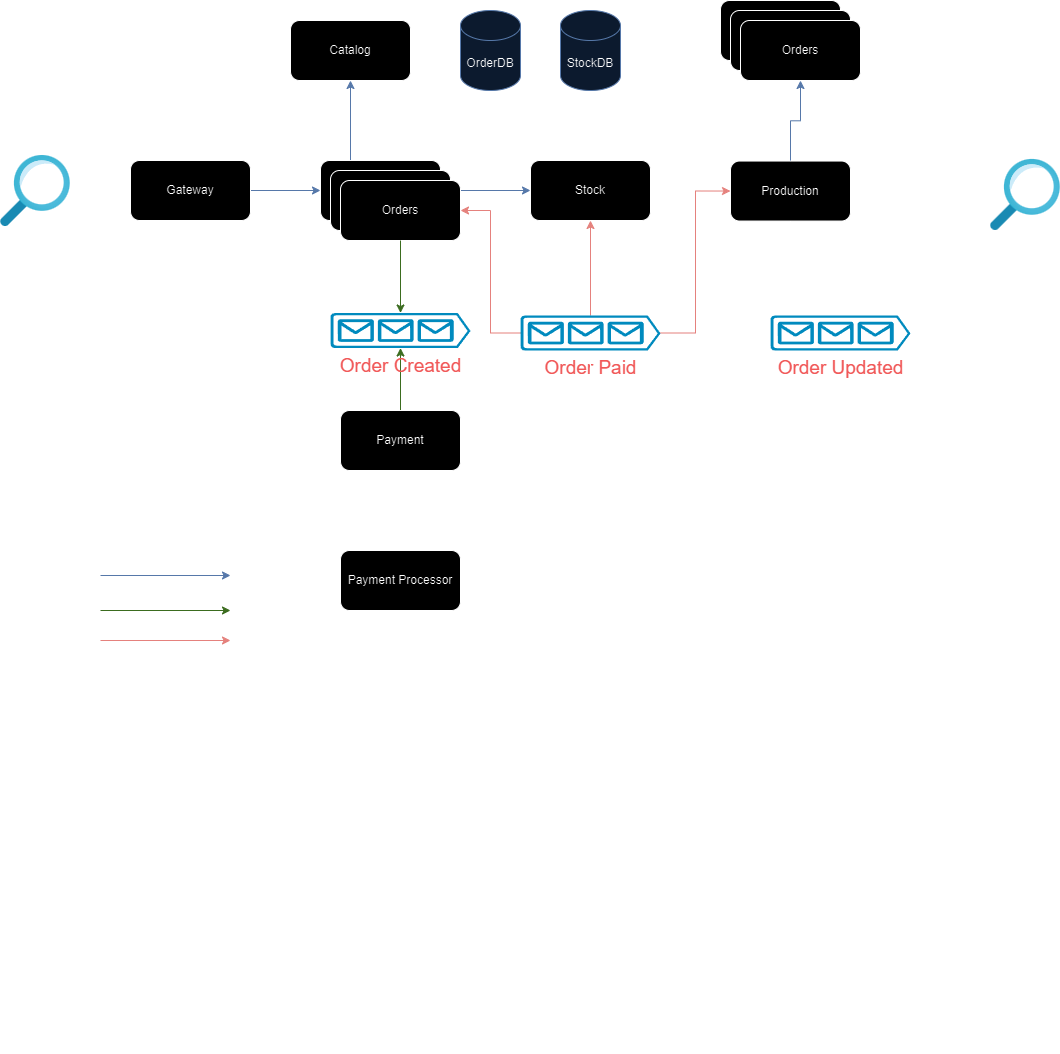 Catalog
OrderDB
StockDB
Orders
Gateway
Orders
Stock
Production
Order Created
Order Paid
Order Updated
Payment
Payment Processor